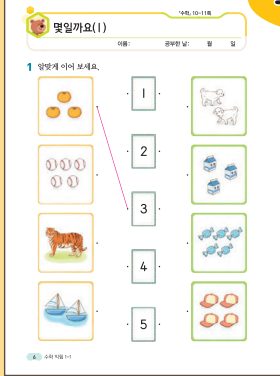 '수학, 10~11쪽
몇일까요(1)
이름:
공부한 날: 월 일
1 알맞게 이어 보세요.
1
2
3
4
5
6 수학 익힘 1-1